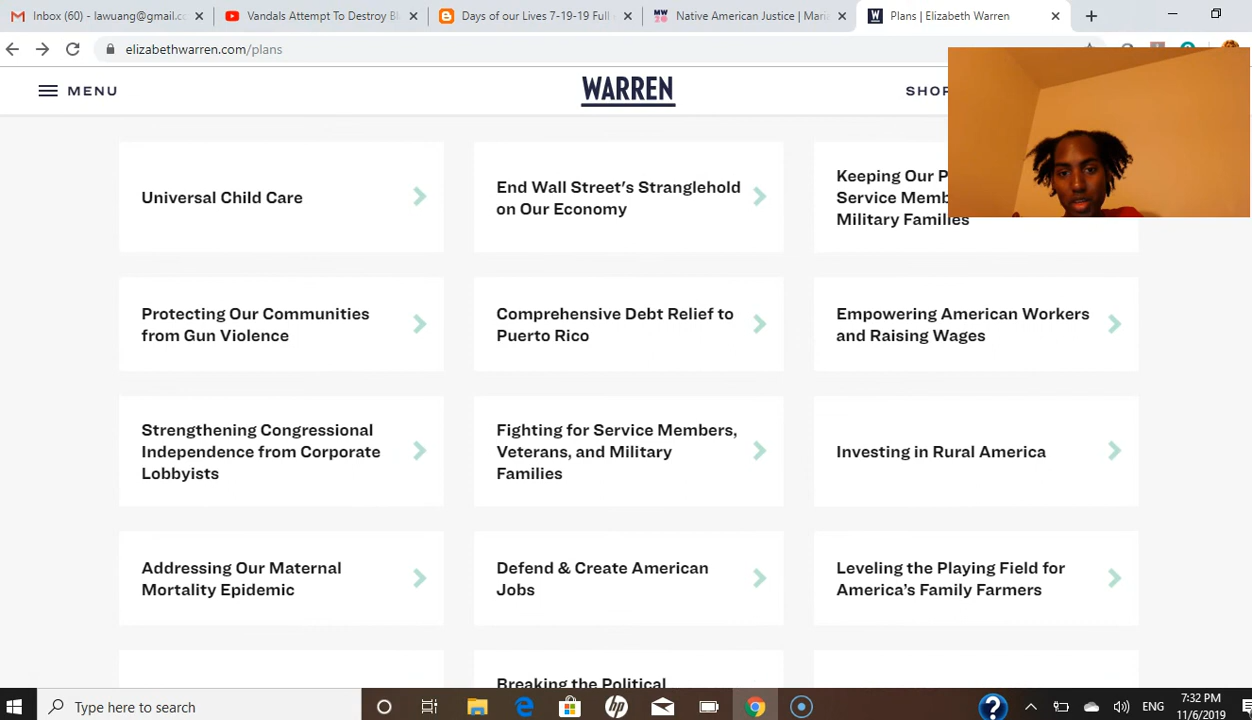 Inbox (60) - lawuang@gmail.cc
Vandals Attempt To Destroy Bl
Days of our Lives 7-19-19 Full
Native American Justice | Mari
Plans | Elizabeth Warren
elizabethwarren.com/plans
MENU
WARREN
SHOP
Universal Child Care
End Wall Street's Stranglehold
on Our Economy
Keeping Our P
Service Memb
Military Families
Protecting Our Communities
from Gun Violence
Comprehensive Debt Relief to
Puerto Rico
Empowering American Workers
and Raising Wages
Strengthening Congressional
Independence from Corporate
Lobbyists
Fighting for Service Members,
Veterans, and Military
Families
Investing in Rural America
Addressing Our Maternal
Mortality Epidemic
Defend & Create American
Jobs
Leveling the Playing Field for
America's Family Farmers
Breaking the Political
Type here to search
ENG
7:32 PM
11/6/2019